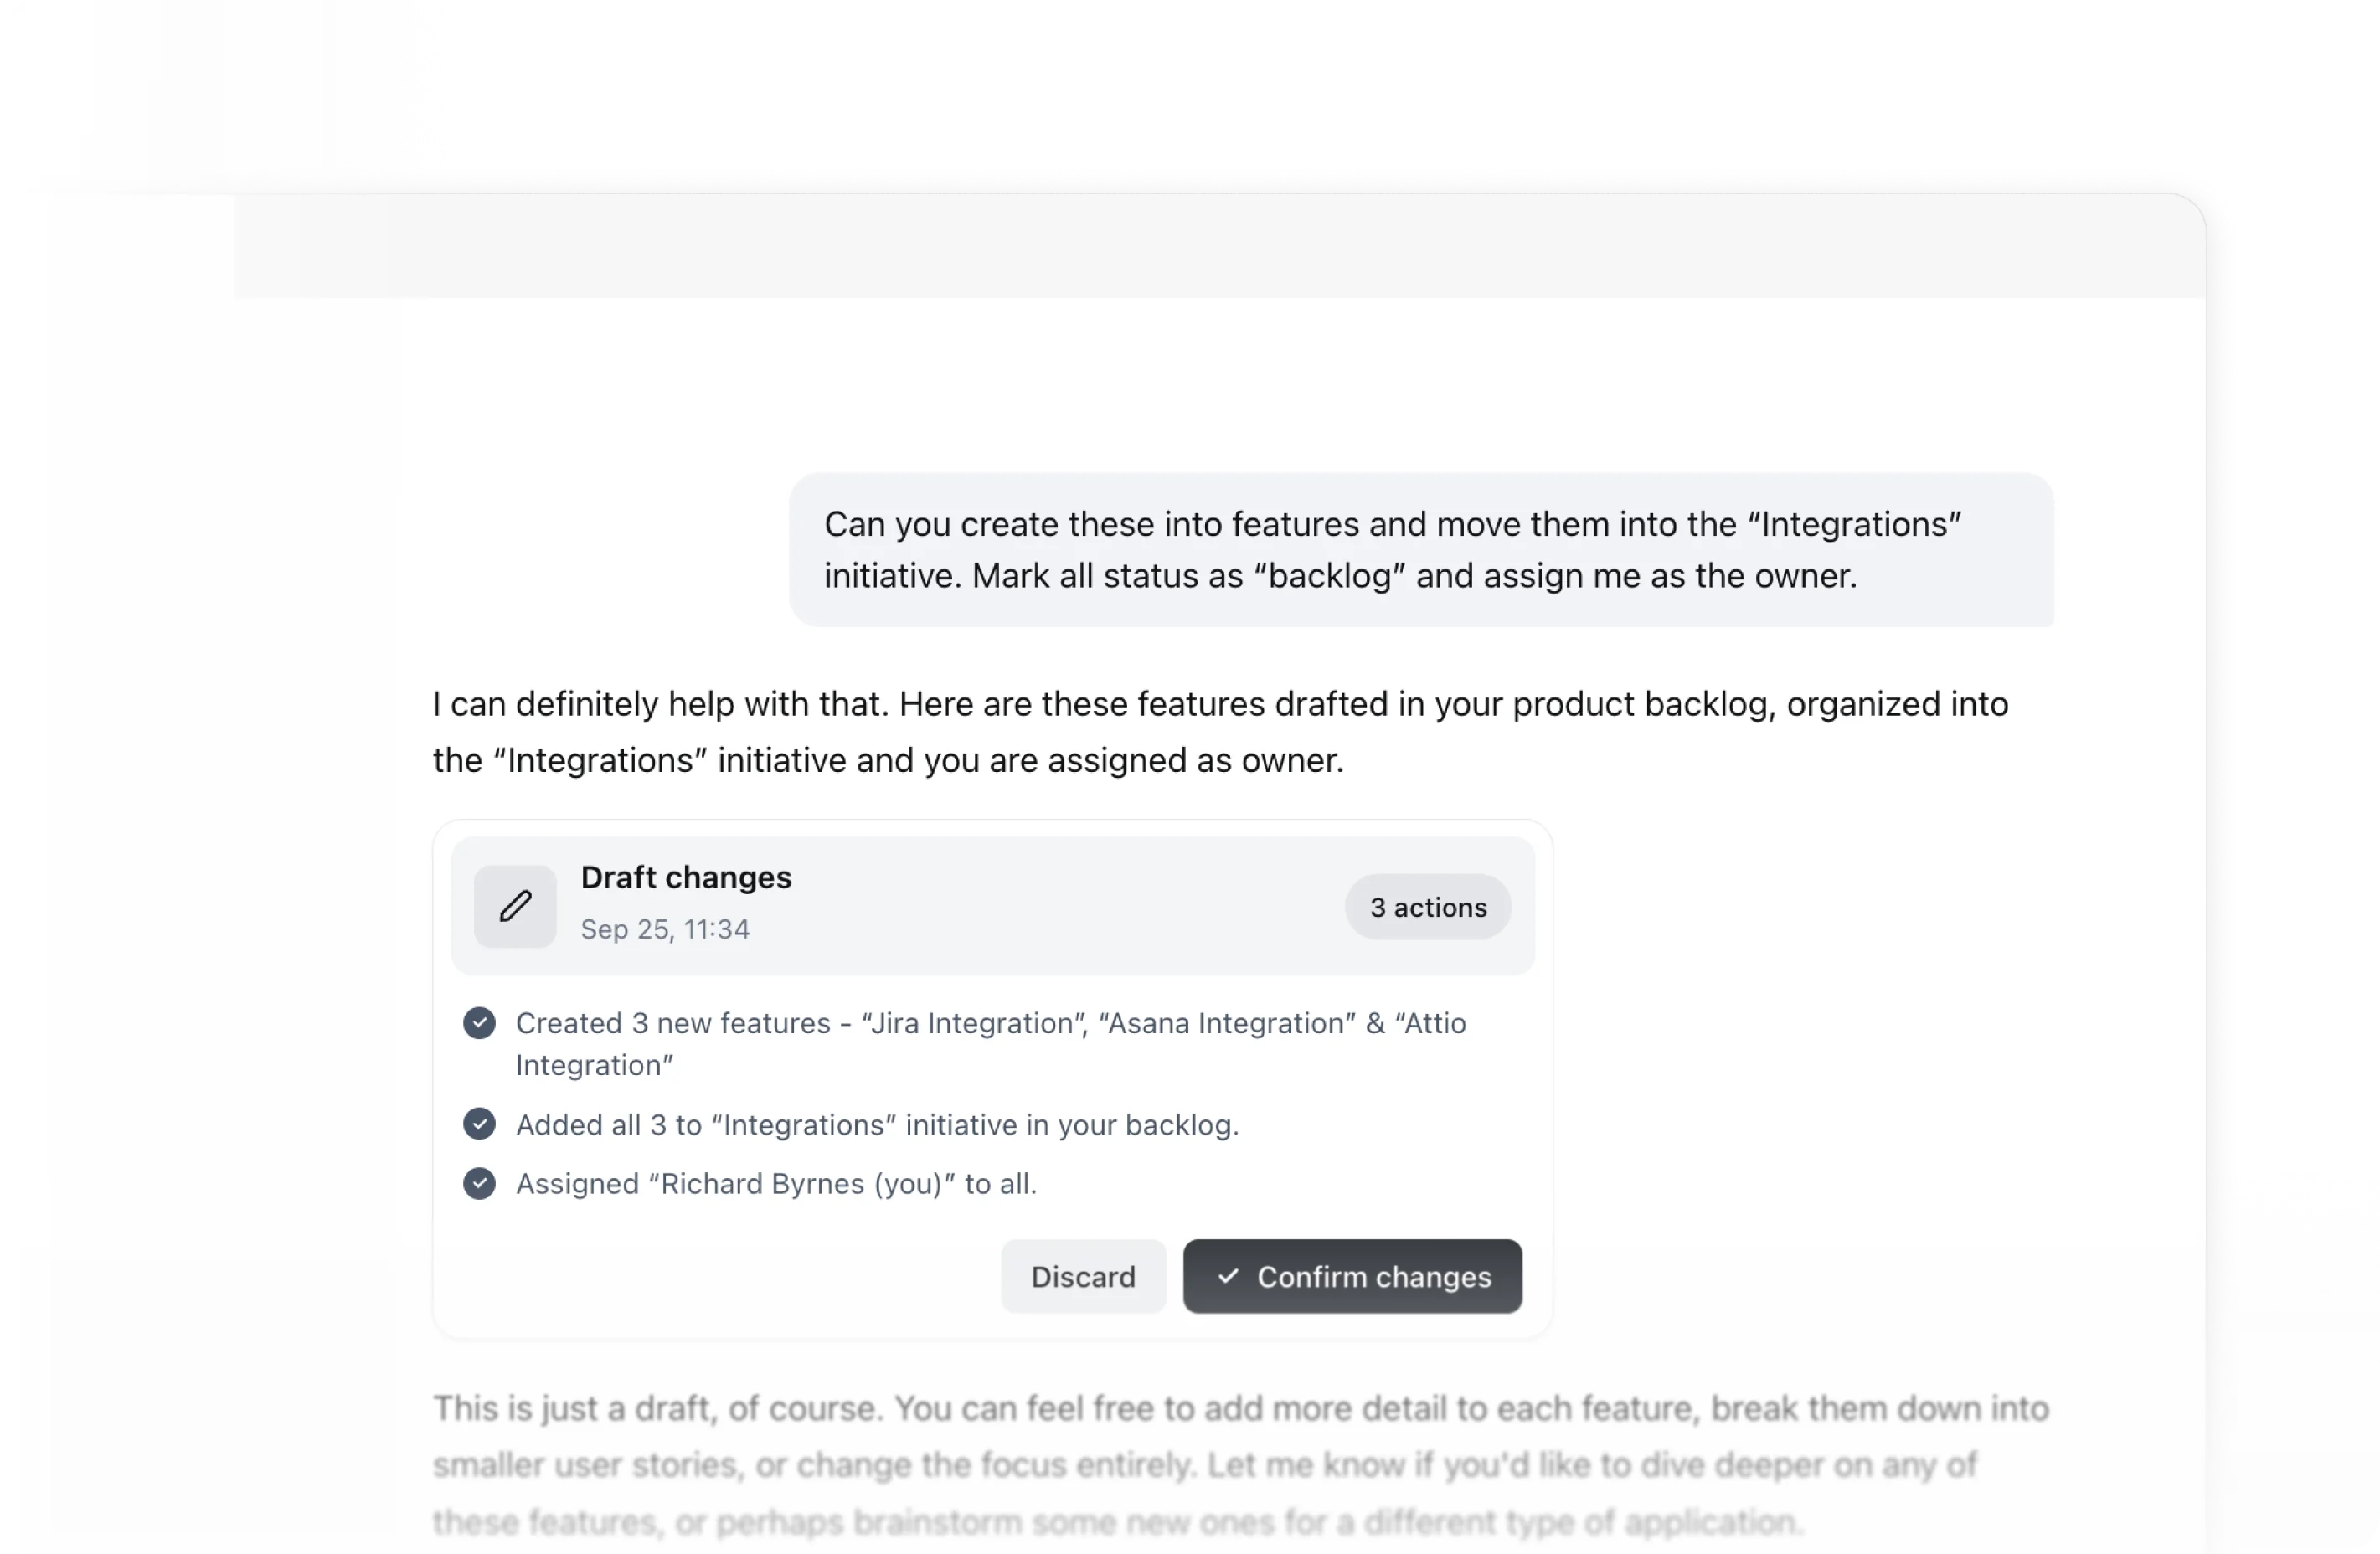 Can you create these into features and move them into the “Integrations”
initiative. Mark all status as “backlog” and assign me as the owner.
I can definitely help with that. Here are these features drafted in your product backlog, organized into
the “Integrations” initiative and you are assigned as owner.
Draft changes
Sep 25, 11:34
3 actions
Created 3 new features - “Jira Integration”, “Asana Integration” & “Attio
Integration”
Added all 3 to “Integrations” initiative in your backlog.
Assigned “Richard Byrnes (you)” to all.
Discard
Confirm changes
This is just a draft, of course. You can feel free to add more detail to each feature, break them down into
smaller user stories, or change the focus entirely. Let me know if you'd like to dive deeper on any of
these features, or perhaps brainstorm some new ones for a different type of application.